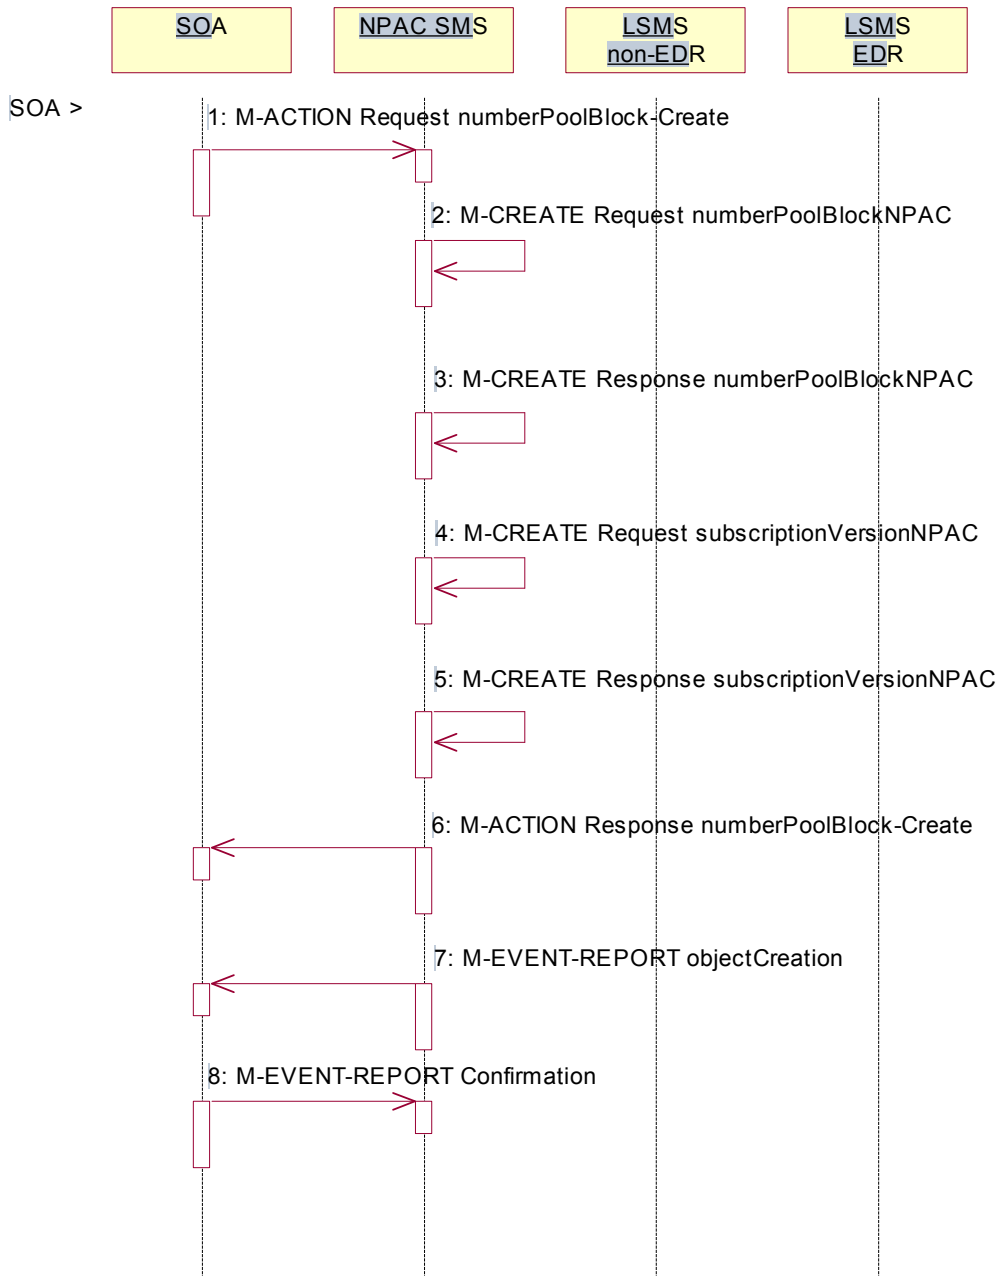 SOA
NPAC SMS
LSMS
non-EDR
LSMS
EDR
SOA >
1: M-ACTION Request numberPoolBlock-Create
2: M-CREATE Request numberPoolBlockNPAC
3: M-CREATE Response numberPoolBlockNPAC
4: M-CREATE Request subscriptionVersionNPAC
5: M-CREATE Response subscriptionVersionNPAC
6: M-ACTION Response numberPoolBlock-Create
7: M-EVENT-REPORT objectCreation
8: M-EVENT-REPORT Confirmation